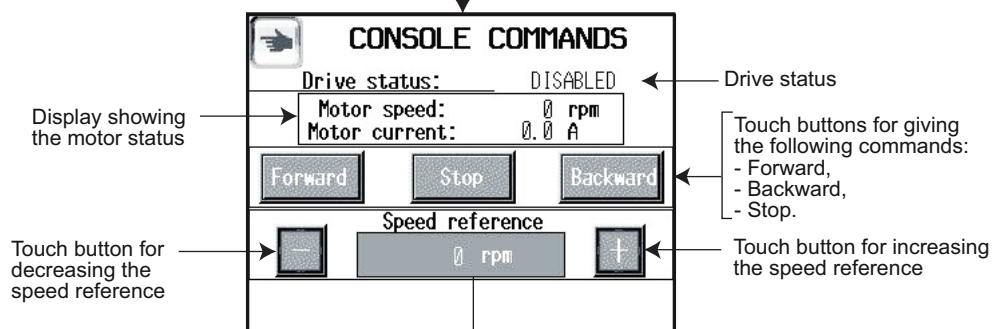 CONSOLE COMMANDS
Drive status: DISABLED
Drive status
Motor speed: 0 rpm
Motor current: 0.0 A
Display showing
the motor status
Touch buttons for giving
the following commands:
- Forward,
- Backward,
- Stop.
Forward Stop Backward
Speed reference
- 0 rpm +
Touch button for
decreasing the
speed reference
Touch button for increasing
the speed reference